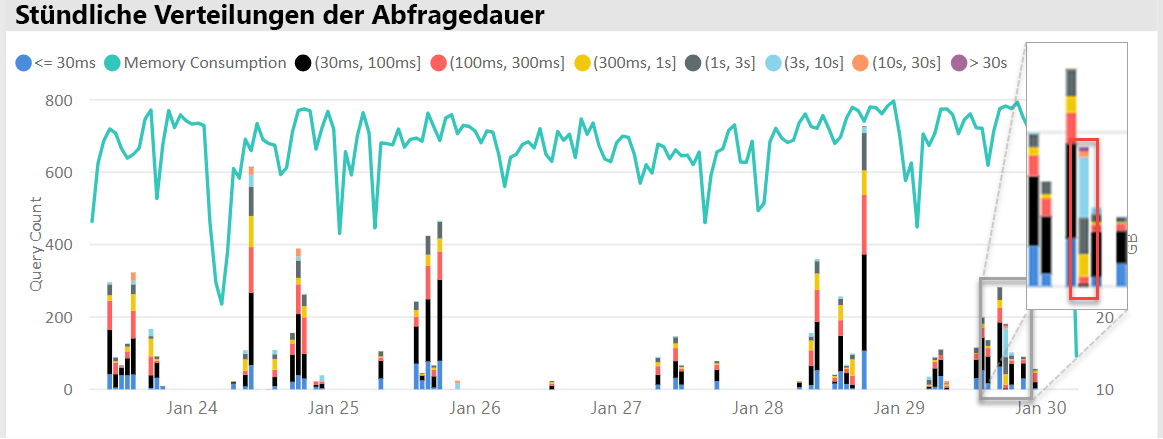 Stündliche Verteilungen der Abfragedauer
<= 30ms Memory Consumption (30ms, 100ms] (100ms, 300ms] (300ms, 1s] (1s, 3s] (3s, 10s] (10s, 30s] > 30s
800
600
400
200
0
Query Count
GB
20
10
Jan 24 Jan 25 Jan 26 Jan 27 Jan 28 Jan 29 Jan 30